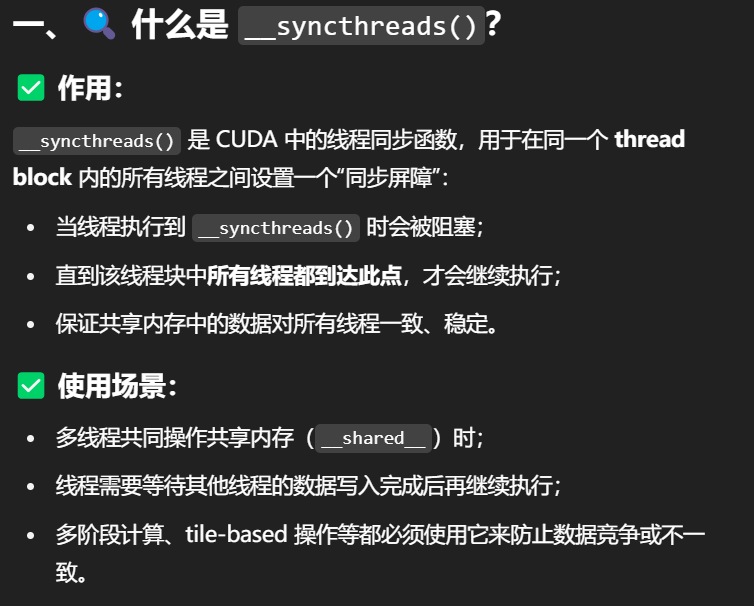 一、🔍 什么是 __syncthreads()？
✅ 作用：
__syncthreads() 是 CUDA 中的线程同步函数，用于在同一个 thread
block 内的所有线程之间设置一个“同步屏障”：
• 当线程执行到 __syncthreads() 时会被阻塞；
• 直到该线程块中所有线程都到达此点，才会继续执行；
• 保证共享内存中的数据对所有线程一致、稳定。
✅ 使用场景：
• 多线程共同操作共享内存（__shared__）时；
• 线程需要等待其他线程的数据写入完成后再继续执行；
• 多阶段计算、tile-based 操作等都必须使用它来防止数据竞争或不一
致。